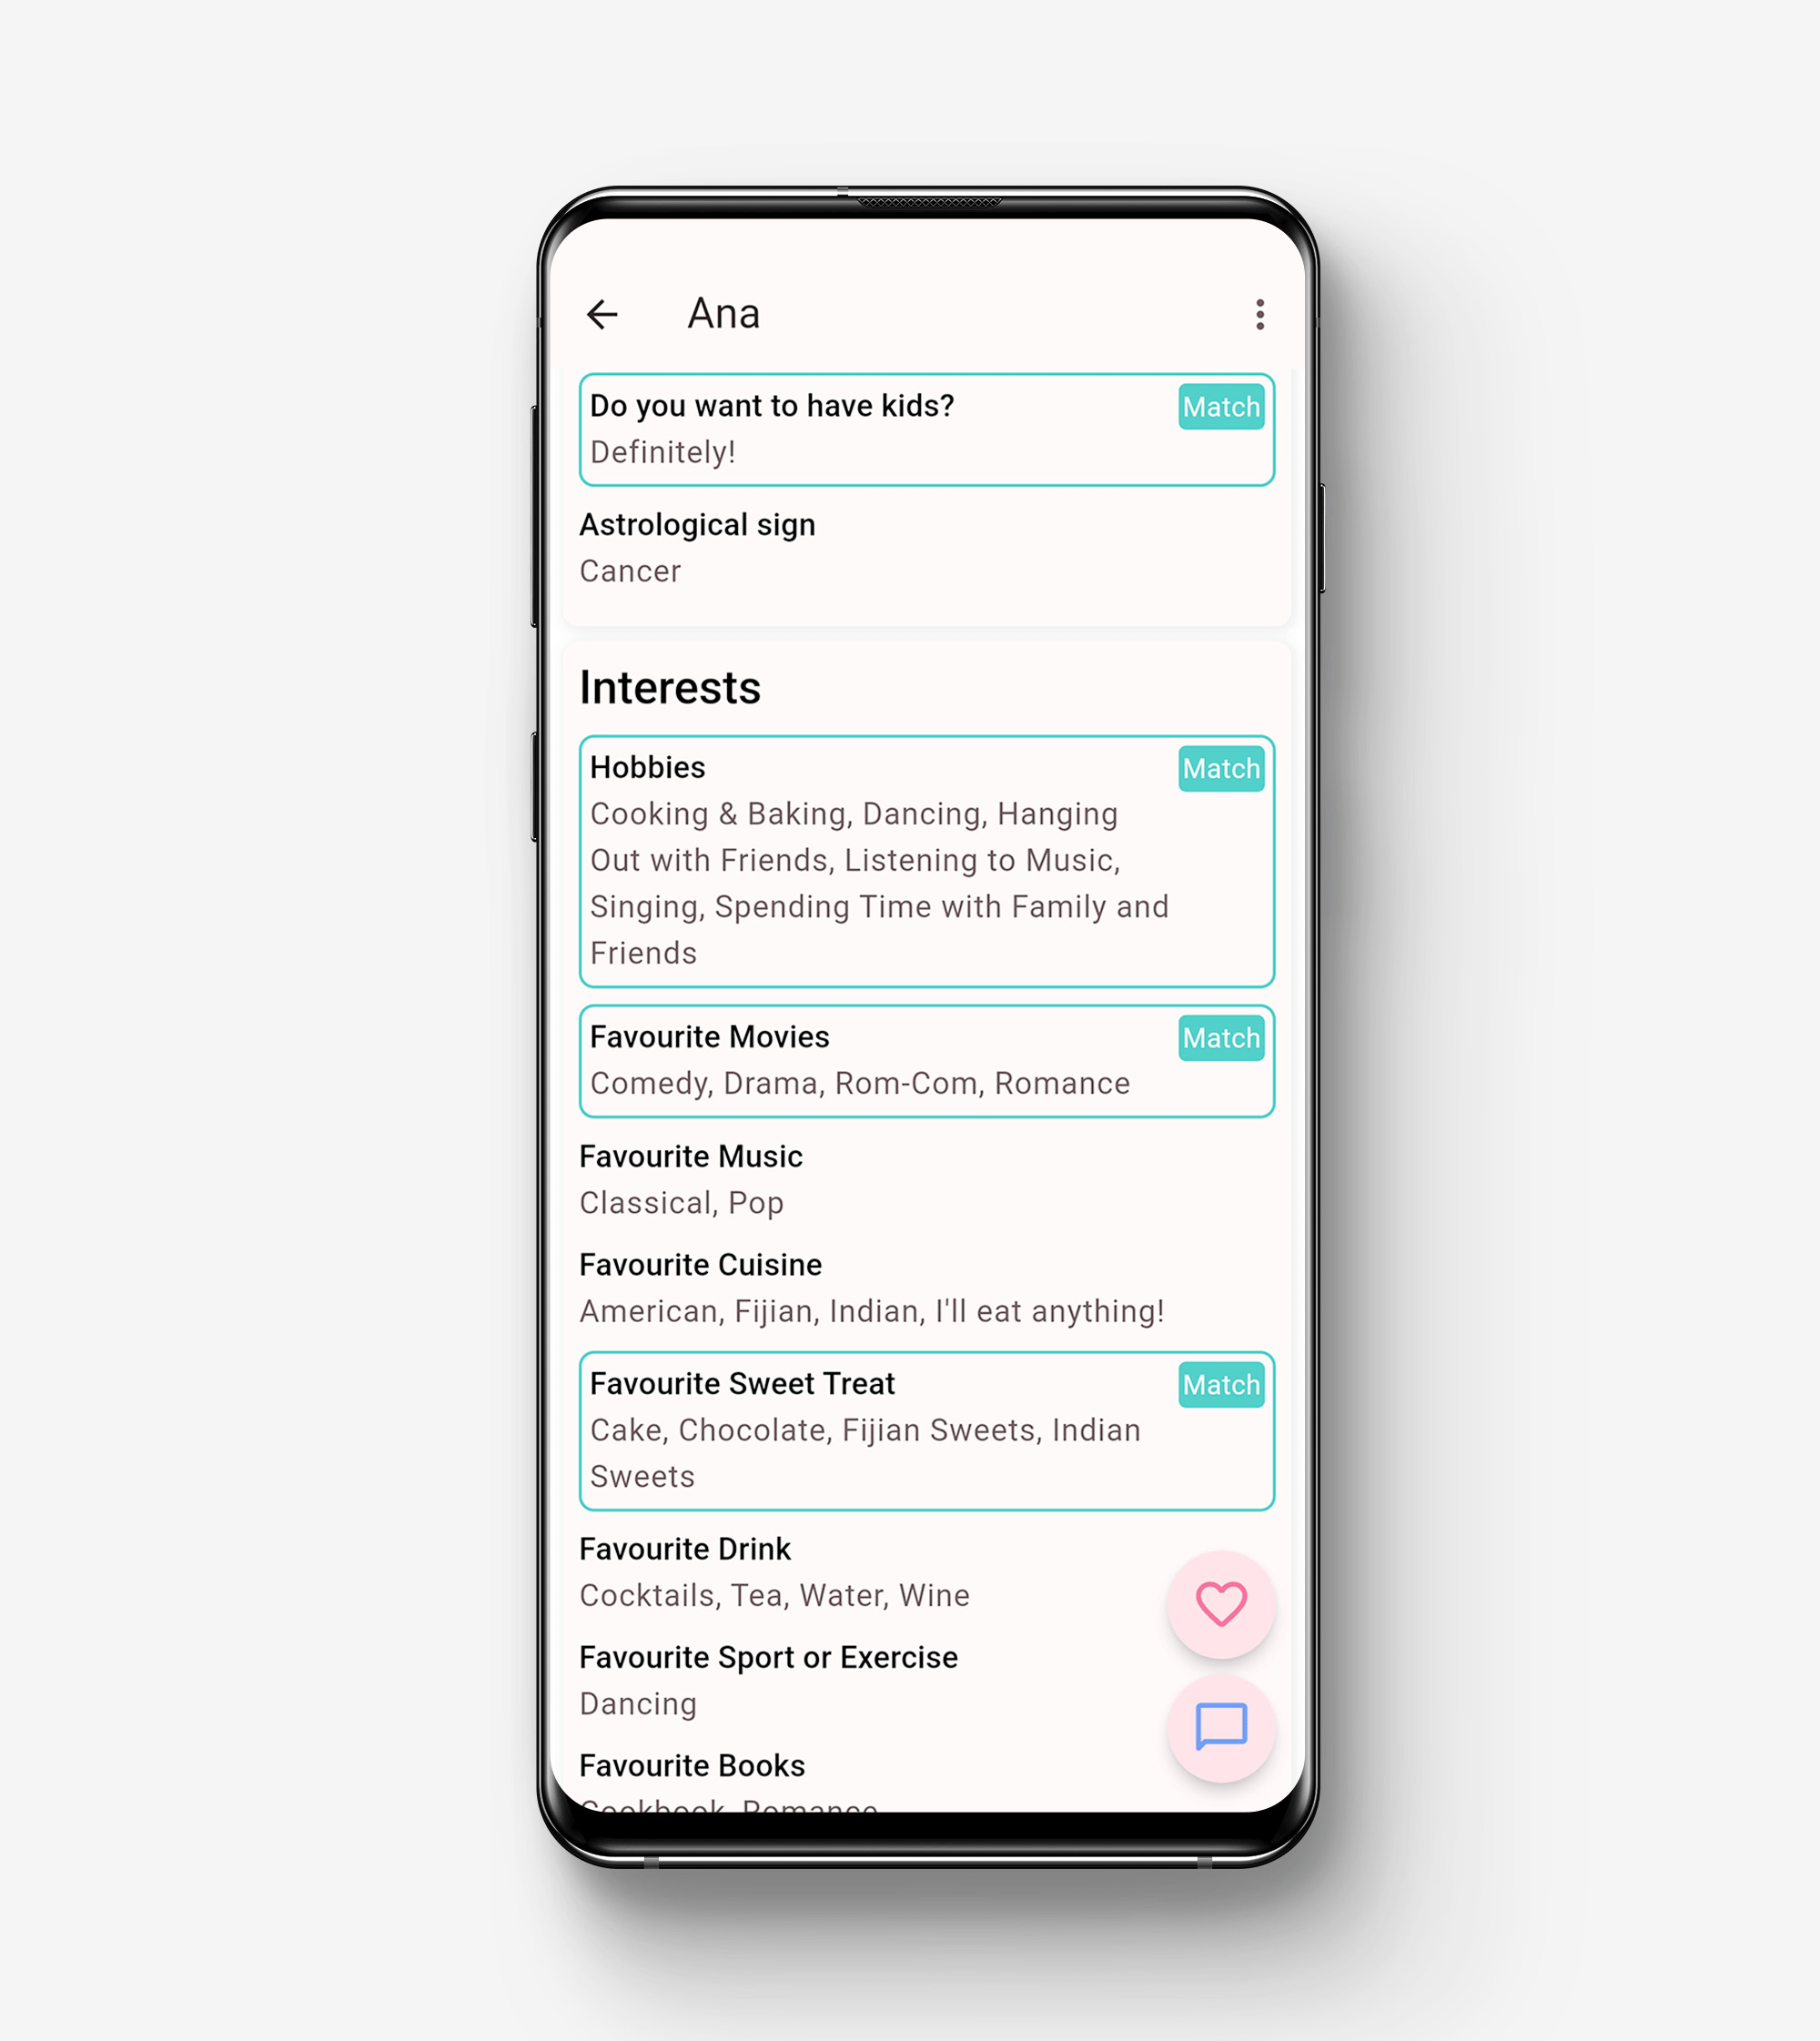 Ana
Do you want to have kids?
Match
Definitely!
Astrological sign
Cancer
Interests
Hobbies
Match
Cooking & Baking, Dancing, Hanging
Out with Friends, Listening to Music,
Singing, Spending Time with Family and
Friends
Favourite Movies
Match
Comedy, Drama, Rom-Com, Romance
Favourite Music
Classical, Pop
Favourite Cuisine
American, Fijian, Indian, I'll eat anything!
Favourite Sweet Treat
Match
Cake, Chocolate, Fijian Sweets, Indian
Sweets
Favourite Drink
Cocktails, Tea, Water, Wine
Favourite Sport or Exercise
Dancing
Favourite Books
Cookbook, Romance